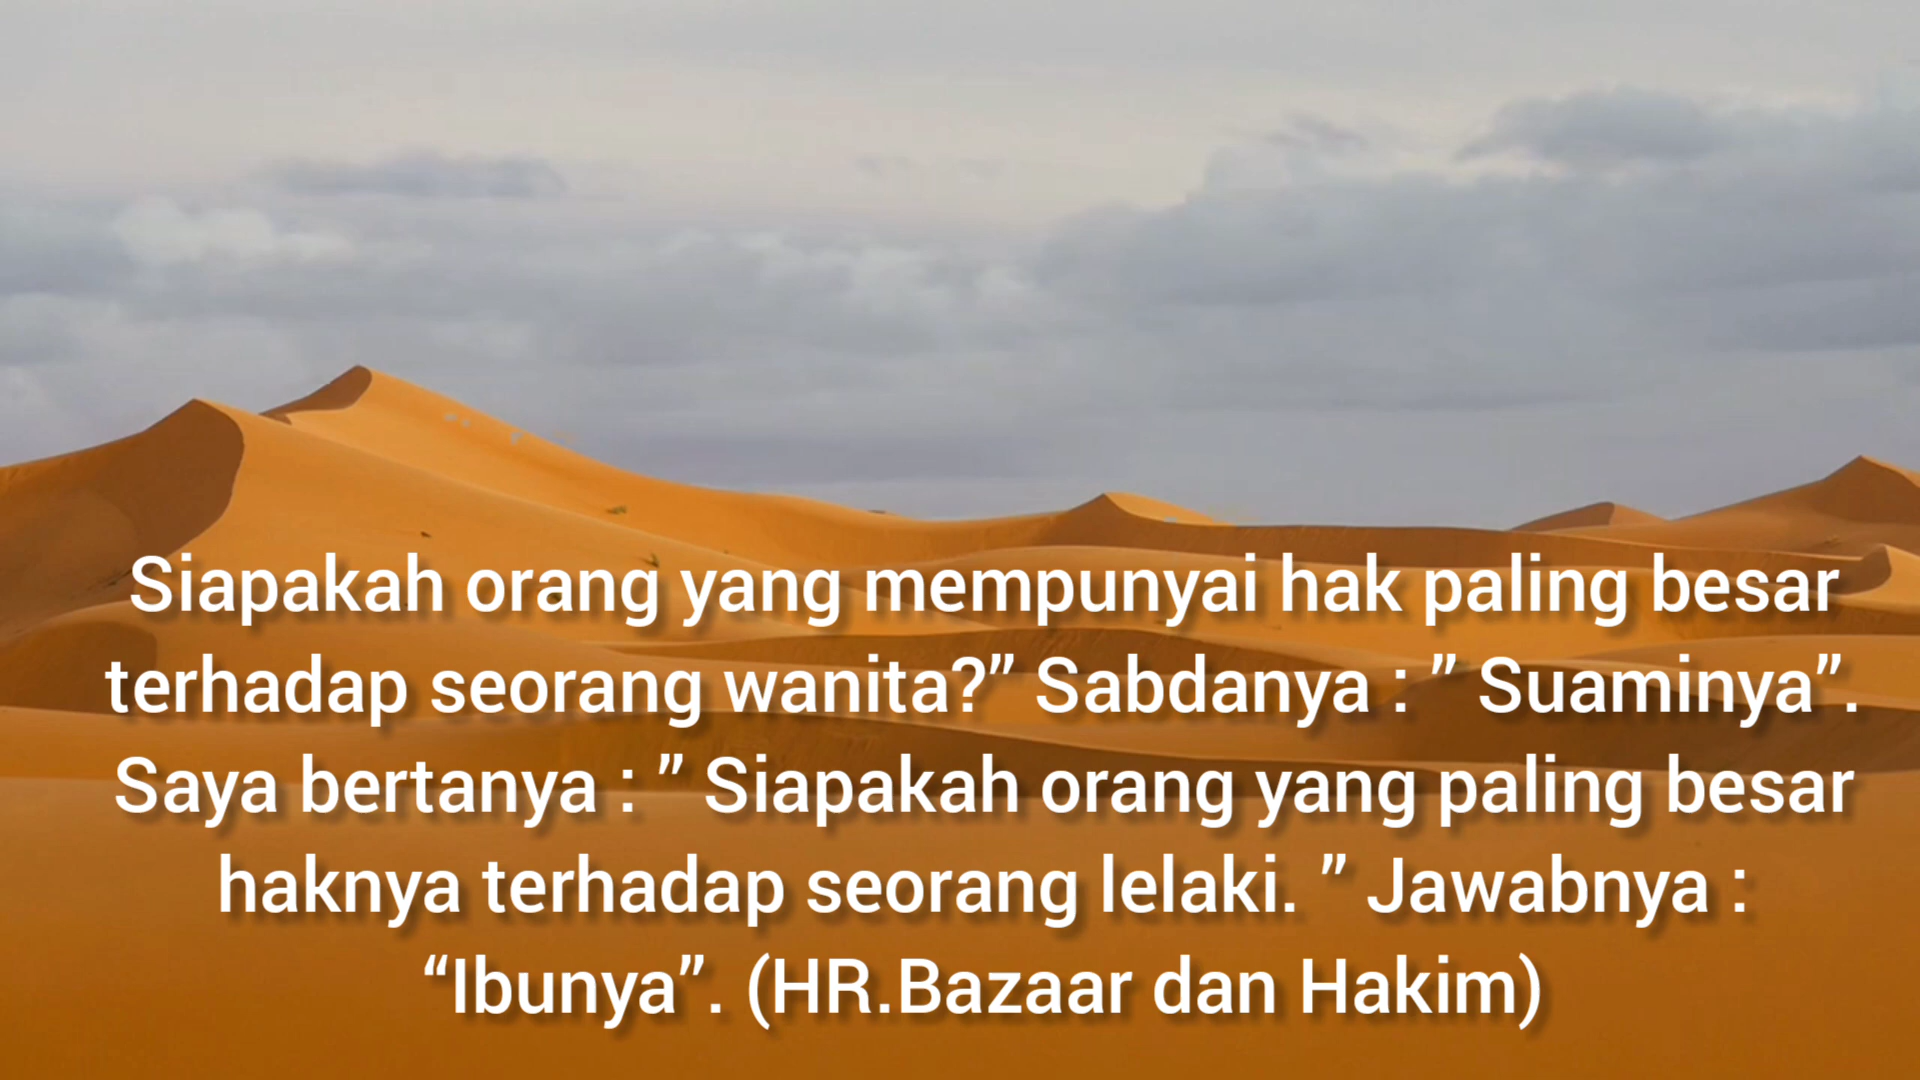 Siapakah orang yang mempunyai hak paling besar
terhadap seorang wanita?” Sabdanya : ” Suaminya”.
Saya bertanya : ” Siapakah orang yang paling besar
haknya terhadap seorang lelaki. ” Jawabnya :
“Ibunya”. (HR.Bazaar dan Hakim)